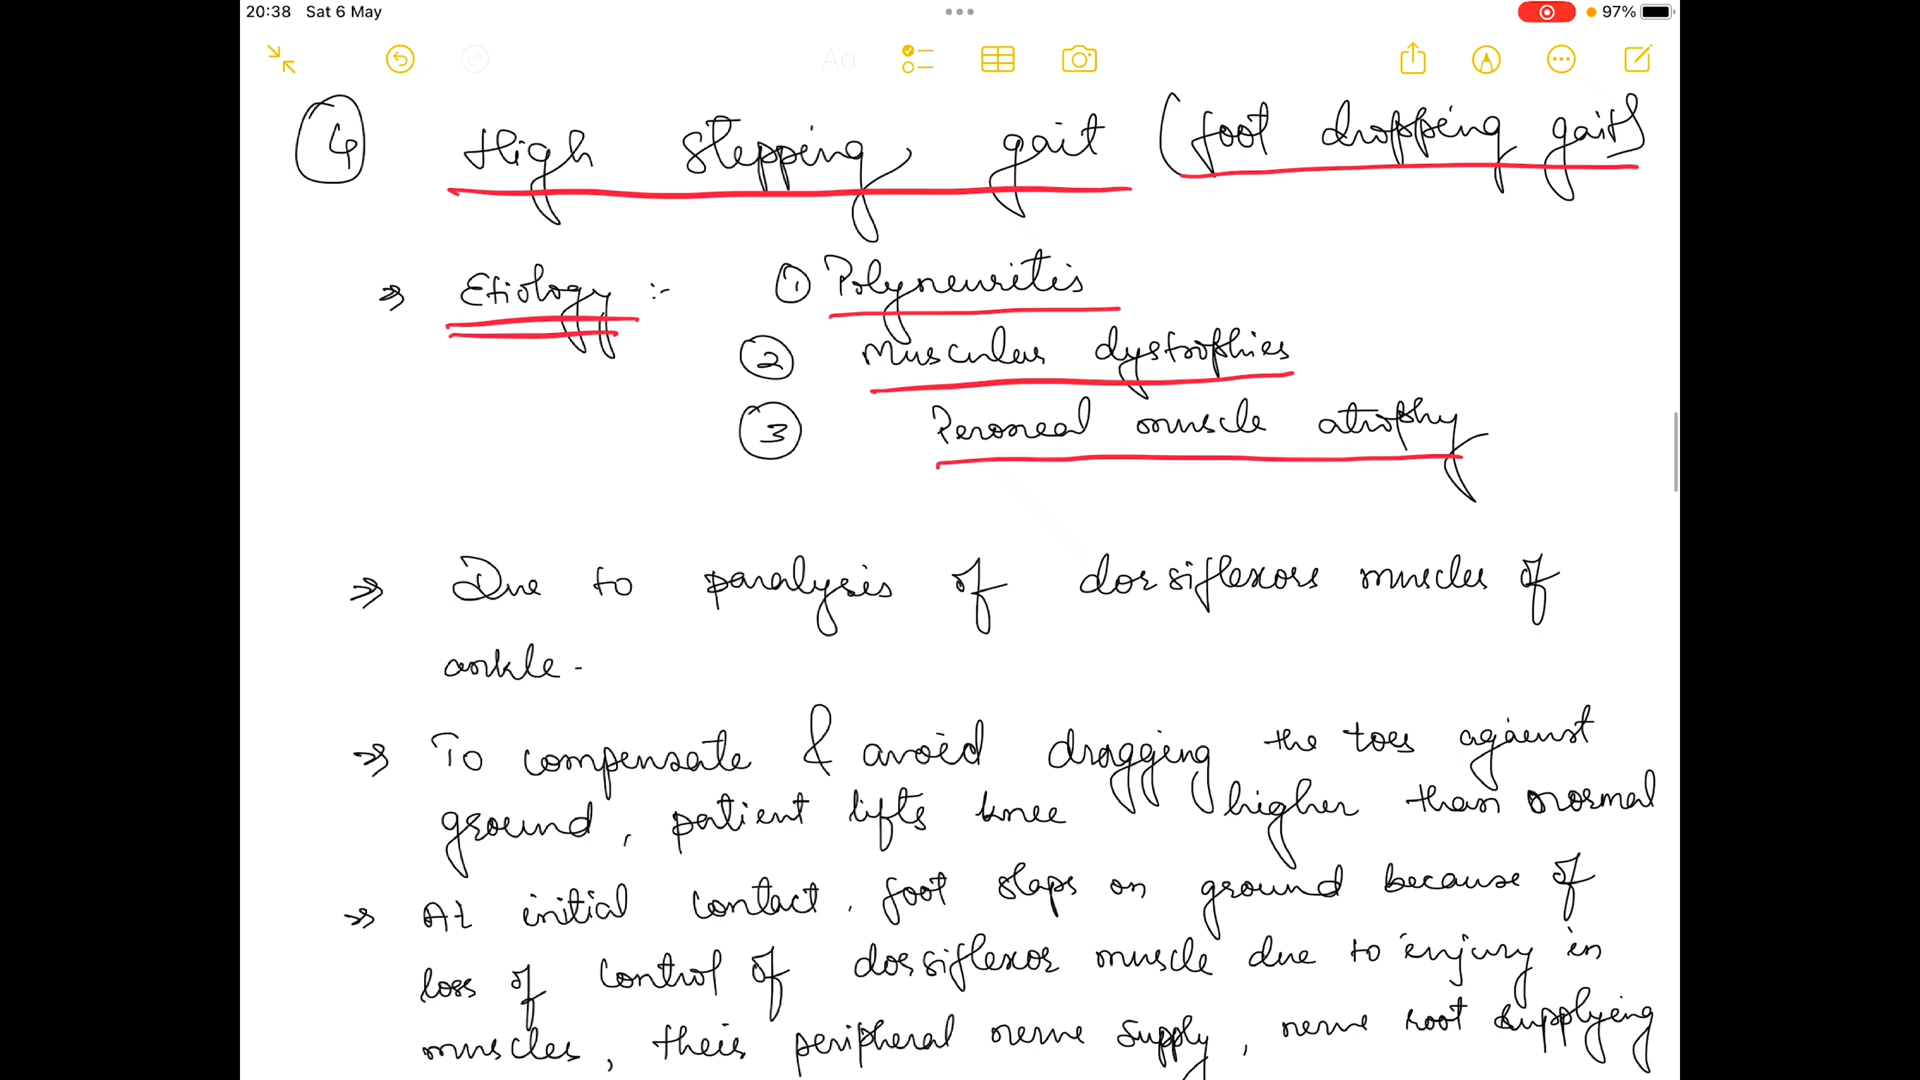 20:38 Sat 6 May
97%
Aa
4 High stepping gait (foot dropping gait)
⇒ Etiology :- ① Polyneuritis
② Muscular dystrophies
③ Peroneal muscle atrophy
⇒ Due to paralysis of dorsiflexors muscles of
ankle.
⇒ To compensate & avoid dragging the toes against
ground, patient lifts knee higher than normal
⇒ At initial contact, foot slaps on ground because of
loss of control of dorsiflexor muscle due to injury in
muscles, their peripheral nerve supply, nerve root supplying